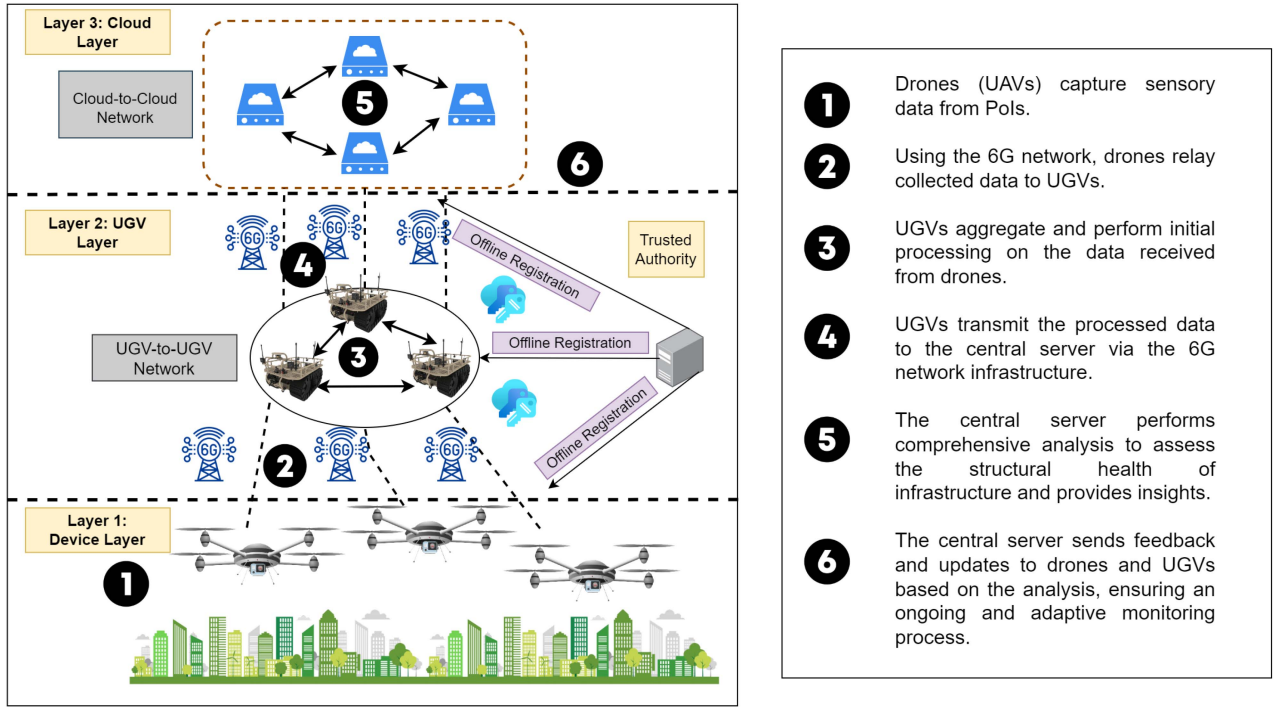 Layer 3: Cloud
Layer
Cloud-to-Cloud
Network
5
6
Layer 2: UGV
Layer
6G
6G
6G
4
Offline Registration
Trusted
Authority
UGV-to-UGV
Network
3
Offline Registration
Offline Registration
6G
2
6G
6G
Layer 1:
Device Layer
1
1
Drones (UAVs) capture sensory
data from PoIs.
2
Using the 6G network, drones relay
collected data to UGVs.
3
UGVs aggregate and perform initial
processing on the data received
from drones.
4
UGVs transmit the processed data
to the central server via the 6G
network infrastructure.
5
The central server performs
comprehensive analysis to assess
the structural health of
infrastructure and provides insights.
6
The central server sends feedback
and updates to drones and UGVs
based on the analysis, ensuring an
ongoing and adaptive monitoring
process.